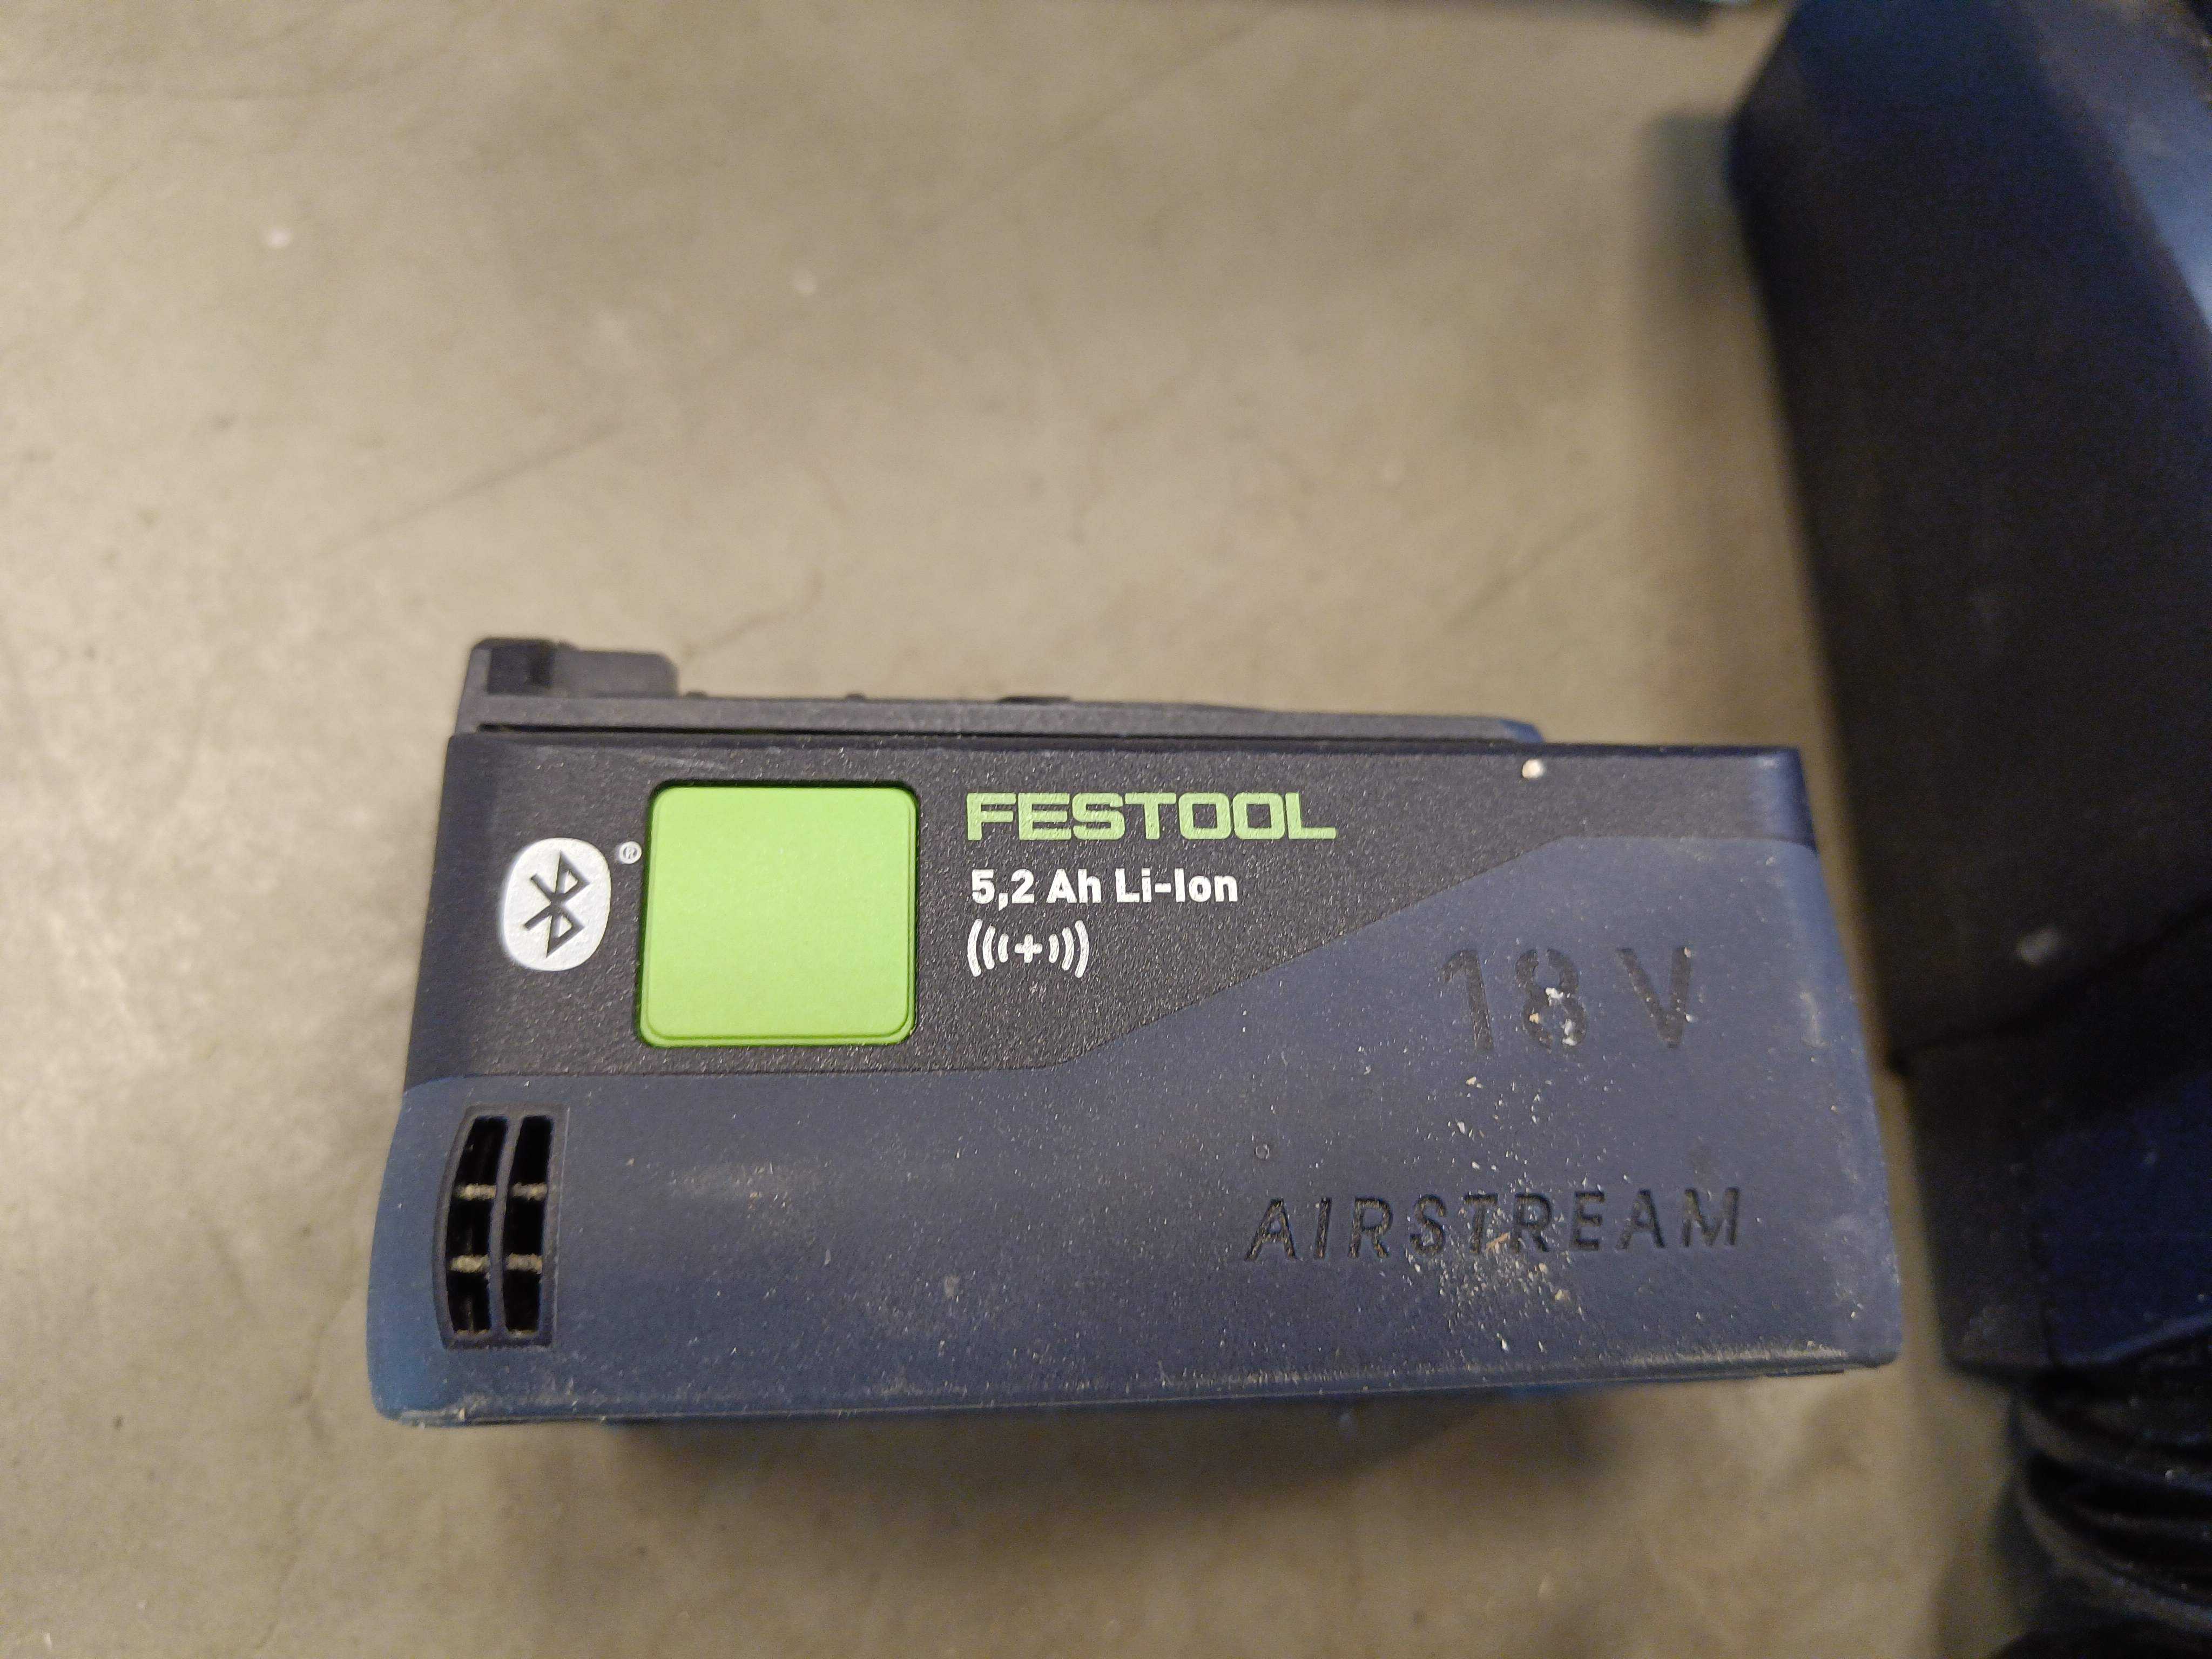 FESTOOL
5,2 Ah Li-Ion
18 V
AIRSTREAM